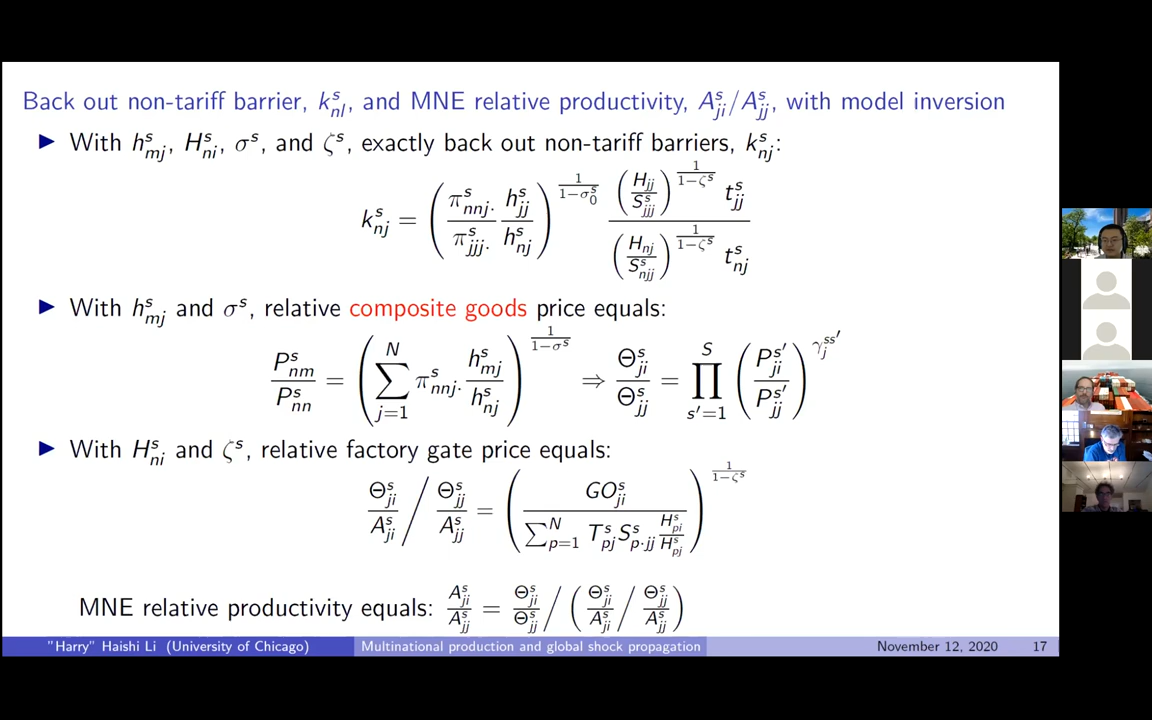 Back out non-tariff barrier, k^s_{nl}, and MNE relative productivity, A^s_{ji}/A^s_{jj}, with model inversion
▶ With h^s_{mj}, H^s_{ni}, σ^s, and ζ^s, exactly back out non-tariff barriers, k^s_{nj}:
k^s_{nj} = (π^s_{nnj·}/π^s_{jjj·} h^s_{jj}/h^s_{nj})^{1/(1−σ^s_0)} ((H_{jj}/S^s_{jjj})^{1/(1−ζ^s)} t^s_{jj})/((H_{nj}/S^s_{njj})^{1/(1−ζ^s)} t^s_{nj})
▶ With h^s_{mj} and σ^s, relative composite goods price equals:
P^s_{nm}/P^s_{nn} = (∑_{j=1}^N π^s_{nnj·} h^s_{mj}/h^s_{nj})^{1/(1−σ^s)} ⇒ Θ^s_{ji}/Θ^s_{jj} = ∏_{s'=1}^S (P^{s'}_{ji}/P^{s'}_{jj})^{γ^{ss'}_j}
▶ With H^s_{ni} and ζ^s, relative factory gate price equals:
Θ^s_{ji}/A^s_{ji} / Θ^s_{jj}/A^s_{jj} = (GO^s_{ji}/(∑_{p=1}^N T^s_{pj} S^s_{p·jj} H^s_{pi}/H^s_{pj}))^{1/(1−ζ^s)}
MNE relative productivity equals: A^s_{ji}/A^s_{jj} = Θ^s_{ji}/Θ^s_{jj} / (Θ^s_{ji}/A^s_{ji} / Θ^s_{jj}/A^s_{jj})
"Harry" Haishi Li (University of Chicago) Multinational production and global shock propagation November 12, 2020 17